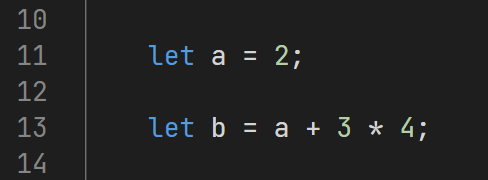 10
11 let a = 2;
12
13 let b = a + 3 * 4;
14